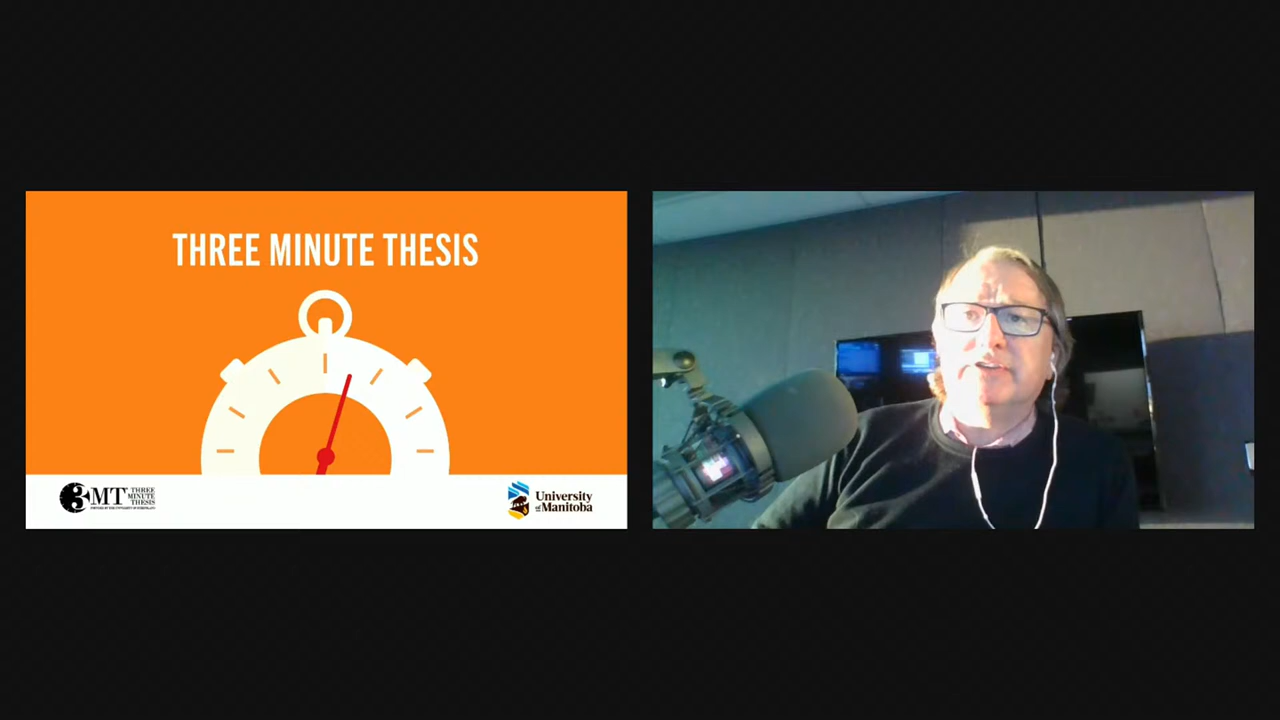 THREE MINUTE THESIS
3MT THREE
MINUTE
THESIS
University
of Manitoba